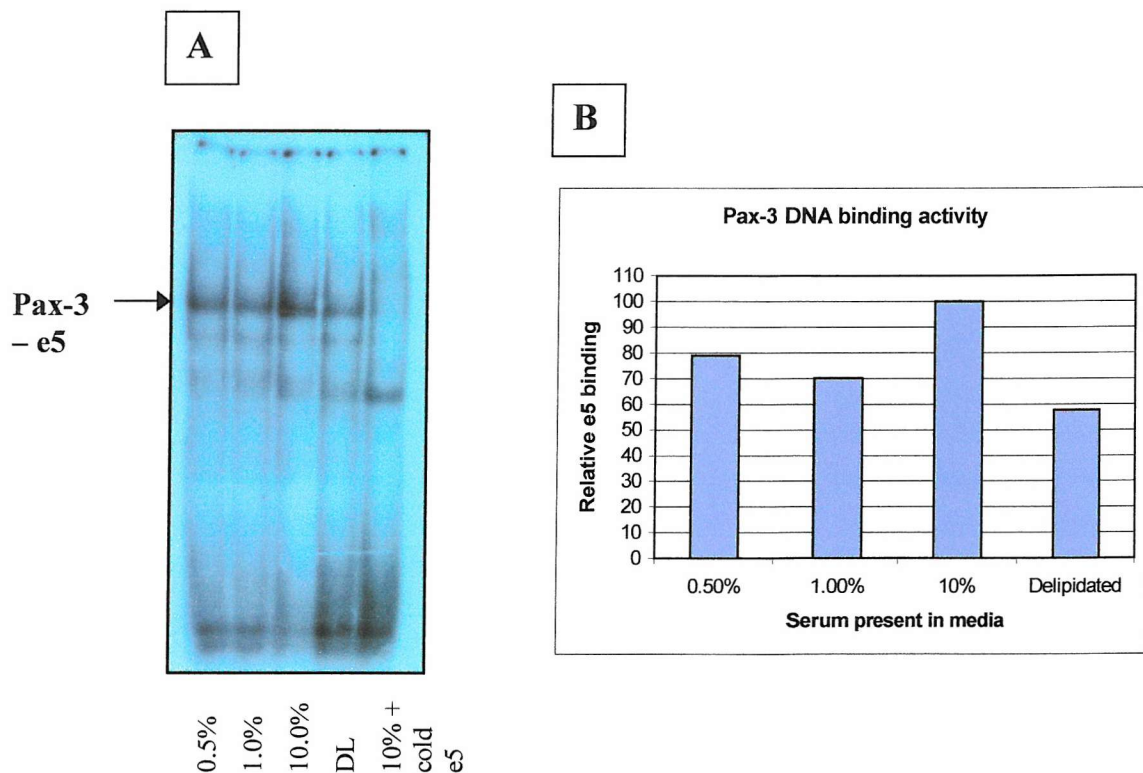 A
Pax-3
– e5
0.5%
1.0%
10.0%
DL
10% +
cold
e5
B
Pax-3 DNA binding activity
Relative e5 binding
110
100
90
80
70
60
50
40
30
20
10
0
0.50%
1.00%
10%
Delipidated
Serum present in media